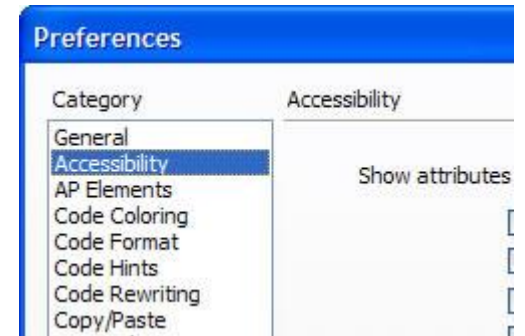 Preferences
Category
Accessibility
General
Accessibility
AP Elements
Code Coloring
Code Format
Code Hints
Code Rewriting
Copy/Paste
Show attributes